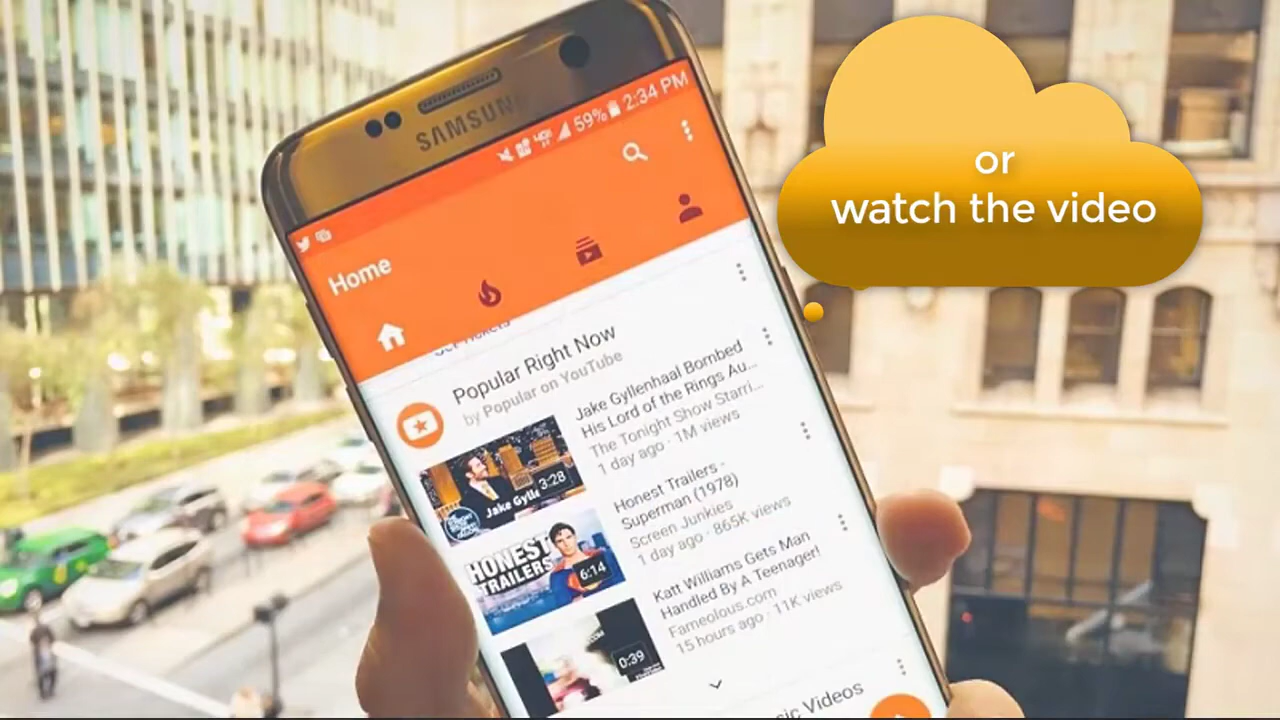 SAMSUNG
59% 2:34 PM
Home
Popular Right Now
by Popular on YouTube
Jake Gyllenhaal Bombed
His Lord of the Rings Au...
The Tonight Show Starri...
1 day ago · 1M views
3:28
Honest Trailers -
Superman (1978)
Screen Junkies
1 day ago · 865K views
HONEST
TRAILERS
6:14
Katt Williams Gets Man
Handled By A Teenager!
Fameolous.com
15 hours ago · 11K views
0:39
Videos
or
watch the video